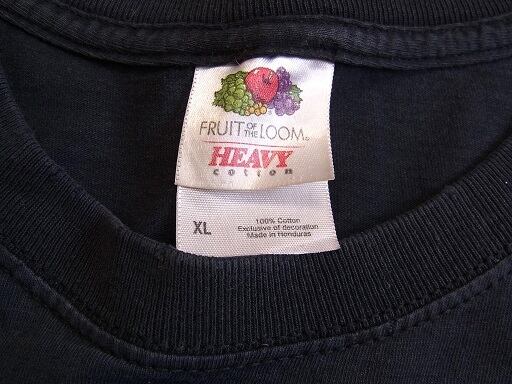 FRUIT OF THE LOOM
HEAVY
cotton
XL
100% Cotton
Exclusive of decoration
Made in Honduras